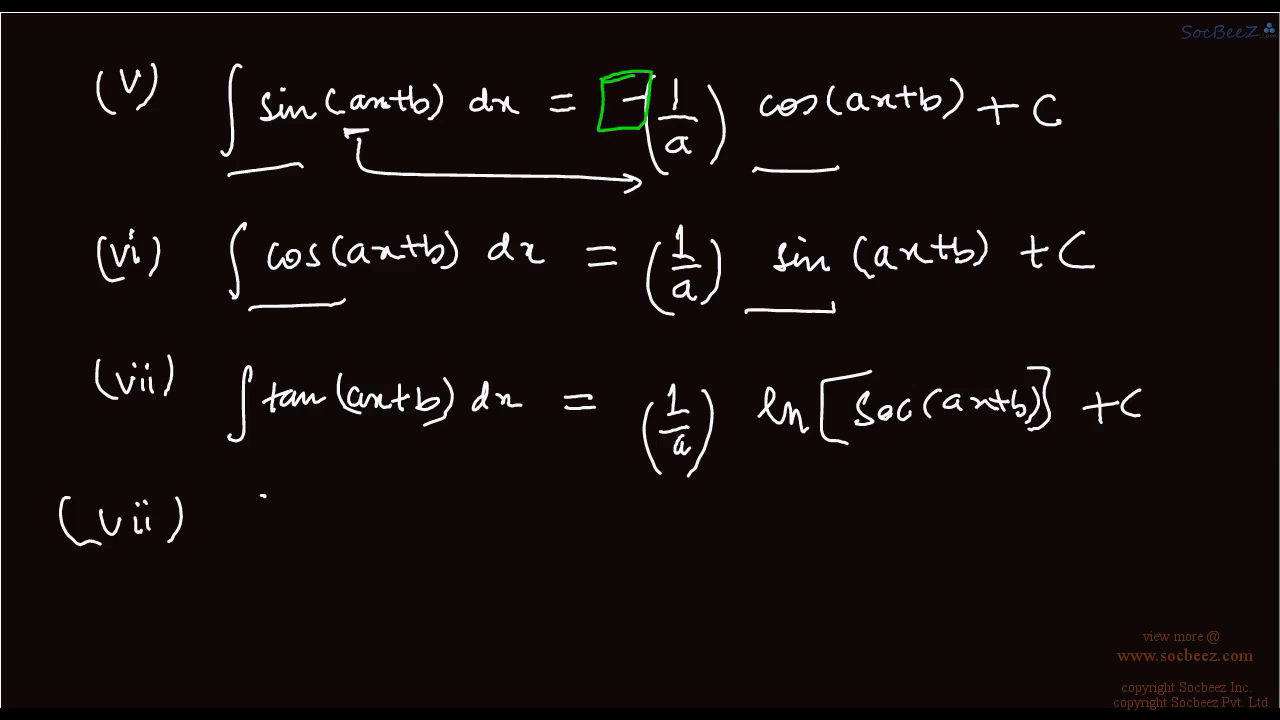 SocBeeZ.com
(v) ∫ sin(ax+b) dx = -(1/a) cos(ax+b) + C
(vi) ∫ cos(ax+b) dx = (1/a) sin(ax+b) + C
(vii) ∫ tan(ax+b) dx = (1/a) ln[sec(ax+b)] + C
(vii)
view more @
www.socbeez.com
copyright Socbeez Inc.
copyright Socbeez Pvt. Ltd.